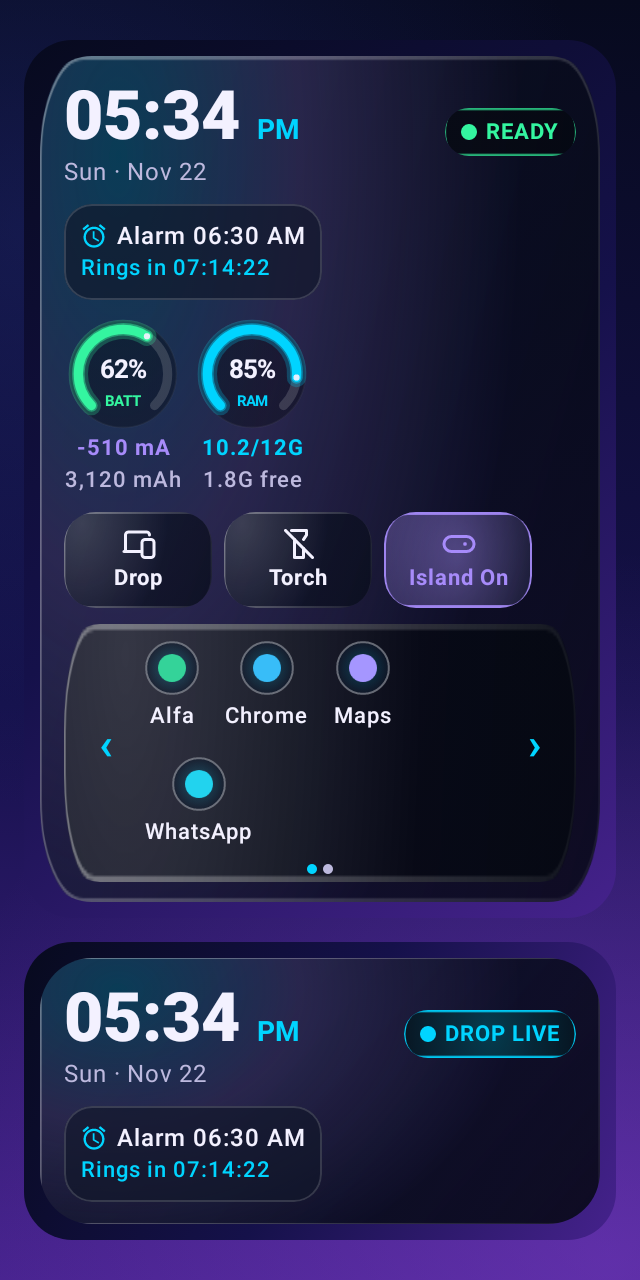 05:34 PM
READY
Sun · Nov 22
Alarm 06:30 AM
Rings in 07:14:22
62% 85%
BATT RAM
-510 mA 10.2/12G
3,120 mAh 1.8G free
Drop Torch Island On
Alfa Chrome Maps
‹ ›
WhatsApp
05:34 PM
DROP LIVE
Sun · Nov 22
Alarm 06:30 AM
Rings in 07:14:22